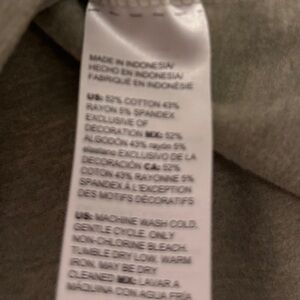 MADE IN INDONESIA/
HECHO EN INDONESIA/
FABRIQUÉ EN INDONÉSIE
US: 52% COTTON 43%
RAYON 5% SPANDEX
EXCLUSIVE OF
DECORATION MX: 52%
ALGODÓN 43% rayón 5%
elastano EXCLUSIVO DE LA
DECORACIÓN CA: 52%
COTON 43% RAYONNE 5%
SPANDEX À L'EXCEPTION
DES MOTIFS DÉCORATIFS
US: MACHINE WASH COLD,
GENTLE CYCLE. ONLY
NON-CHLORINE BLEACH.
TUMBLE DRY LOW. WARM
IRON. MAY BE DRY
CLEANED MX: LAVAR A
MÁQUINA CON AGUA FRÍA